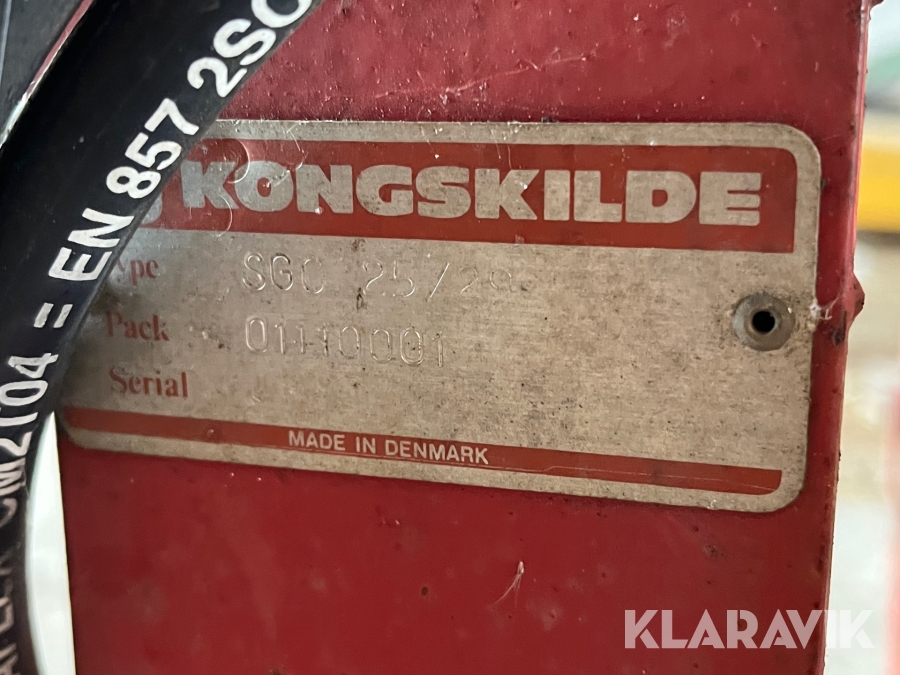 KONGSKILDE
ype SGC 25/29
Pack 01110001
Serial
MADE IN DENMARK
= EN 857 2SC
KLARAVIK